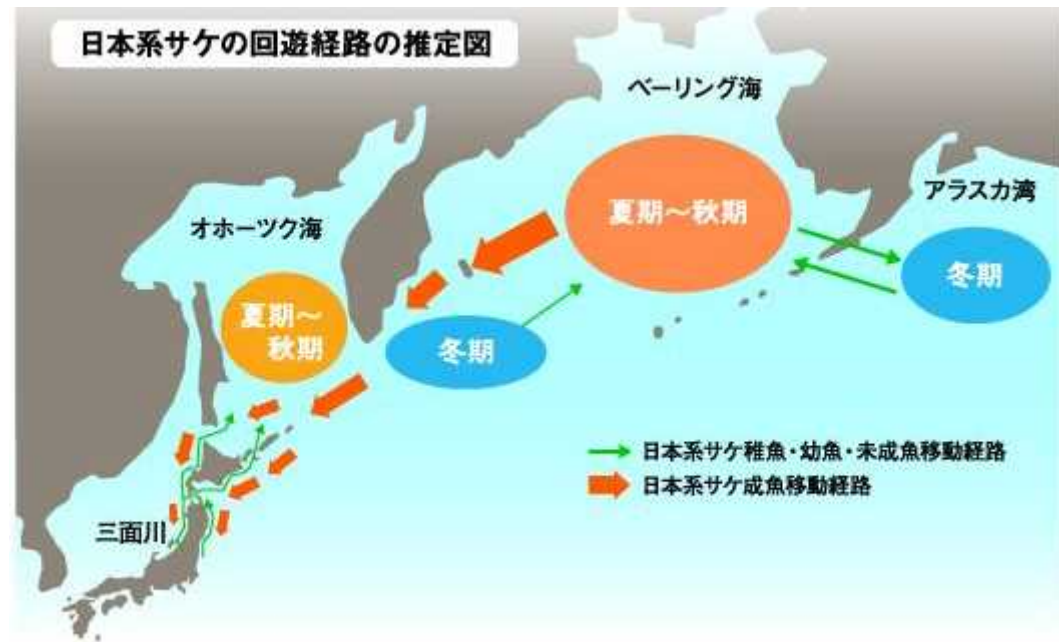 日本系サケの回遊経路の推定図
ベーリング海
夏期～秋期
アラスカ湾
冬期
オホーツク海
夏期～
秋期
冬期
日本系サケ稚魚・幼魚・未成魚移動経路
日本系サケ成魚移動経路
三面川